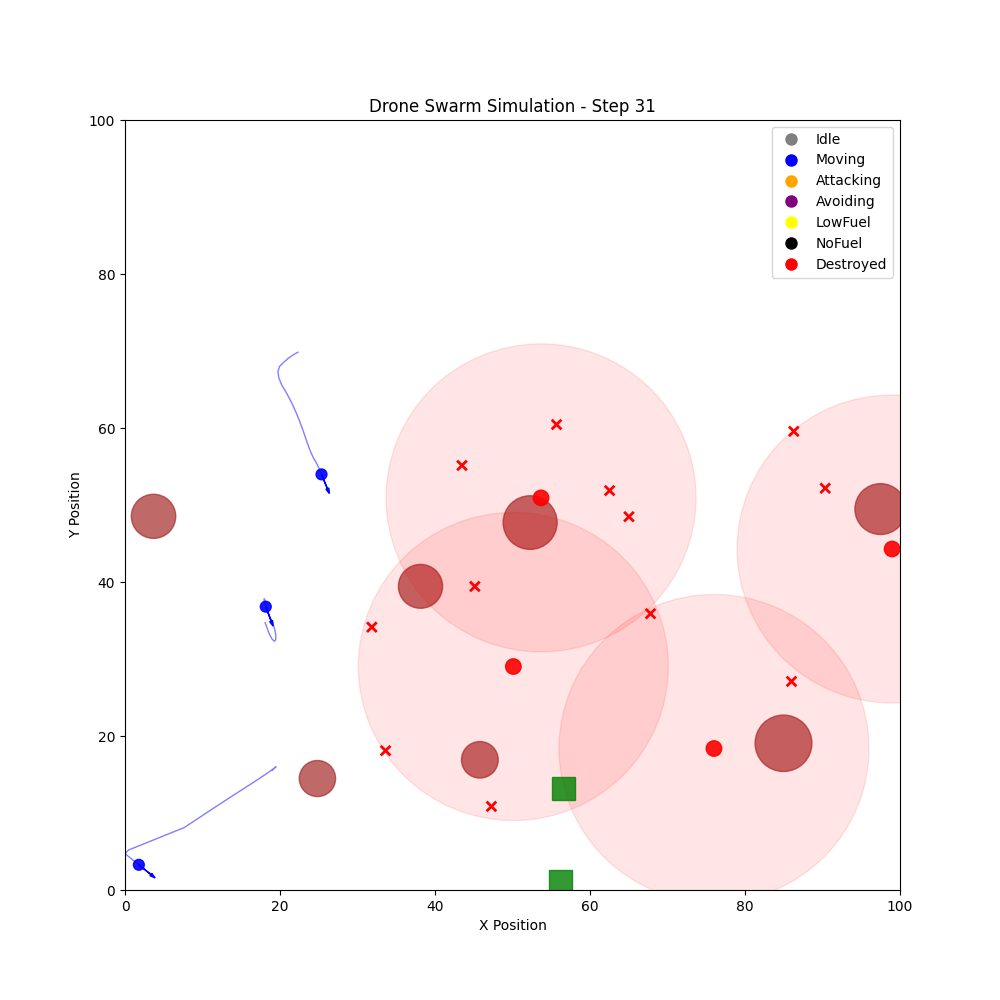 Drone Swarm Simulation - Step 31
Idle
Moving
Attacking
Avoiding
LowFuel
NoFuel
Destroyed
100
80
60
40
20
0
Y Position
0 20 40 60 80 100
X Position